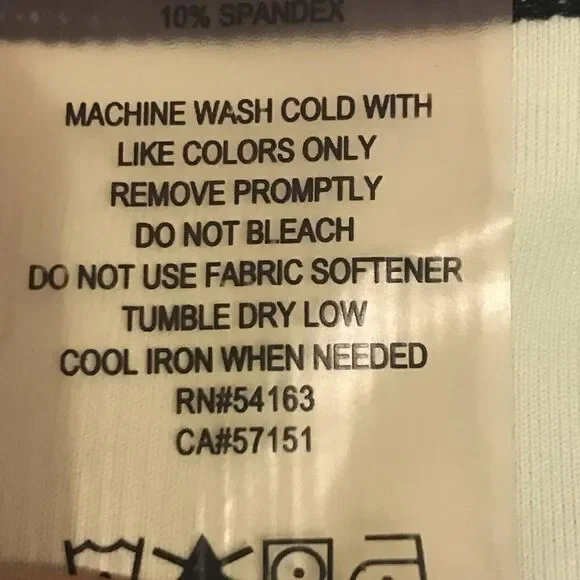 10% SPANDEX
MACHINE WASH COLD WITH
LIKE COLORS ONLY
REMOVE PROMPTLY
DO NOT BLEACH
DO NOT USE FABRIC SOFTENER
TUMBLE DRY LOW
COOL IRON WHEN NEEDED
RN#54163
CA#57151